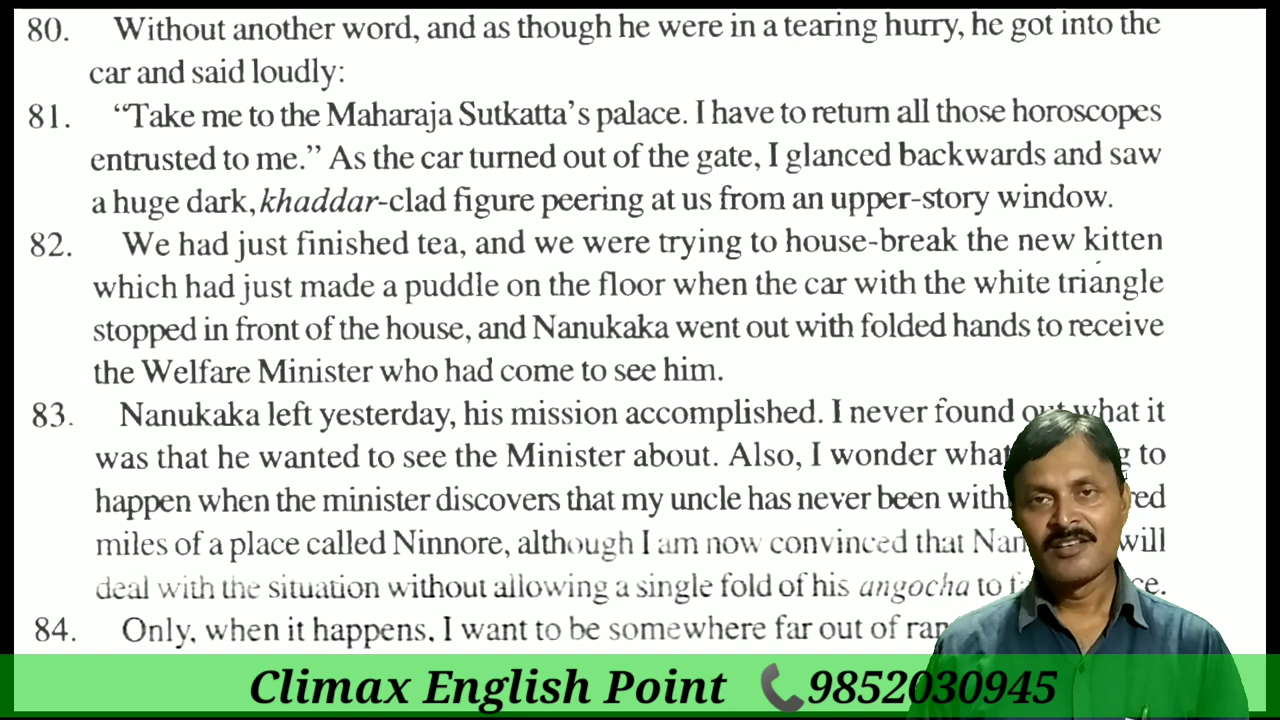 80. Without another word, and as though he were in a tearing hurry, he got into the
car and said loudly:
81. “Take me to the Maharaja Sutkatta’s palace. I have to return all those horoscopes
entrusted to me.” As the car turned out of the gate, I glanced backwards and saw
a huge dark, khaddar-clad figure peering at us from an upper-story window.
82. We had just finished tea, and we were trying to house-break the new kitten
which had just made a puddle on the floor when the car with the white triangle
stopped in front of the house, and Nanukaka went out with folded hands to receive
the Welfare Minister who had come to see him.
83. Nanukaka left yesterday, his mission accomplished. I never found out what it
was that he wanted to see the Minister about. Also, I wonder what to
happen when the minister discovers that my uncle has never been
miles of a place called Ninnore, although I am now convinced that will
deal with the situation without allowing a single fold of his angocha to
84. Only, when it happens, I want to be somewhere far out of
Climax English Point 📞9852030945